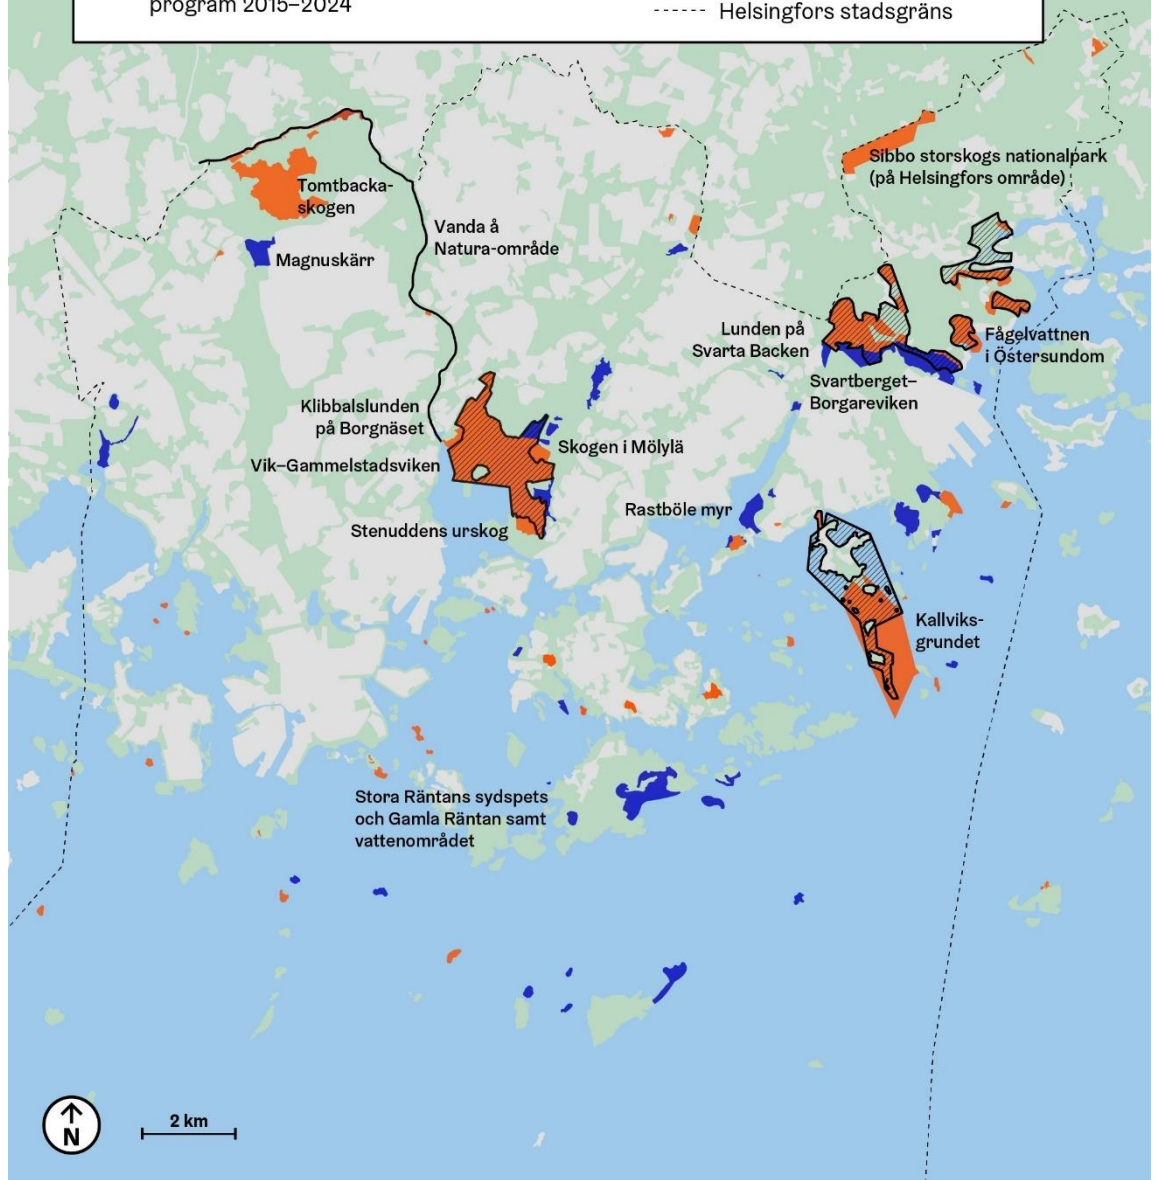 program 2015–2024
Helsingfors stadsgräns
Sibbo storskogs nationalpark
(på Helsingfors område)
Tomtbacka-
skogen
Vanda å
Natura-område
Magnuskärr
Lunden på
Svarta Backen
Fågelvattnen
i Östersundom
Svartberget–
Borgareviken
Klibbalslunden
på Borgnäset
Skogen i Mölylä
Vik–Gammelstadsviken
Rastböle myr
Stenuddens urskog
Kallviks-
grundet
Stora Räntans sydspets
och Gamla Räntan samt
vattenområdet
N
2 km